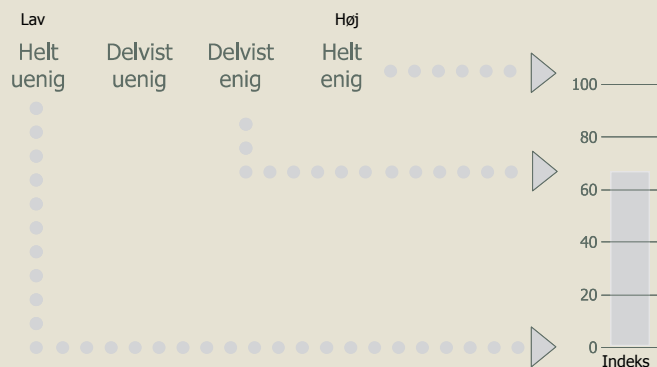 Lav Høj
Helt Delvist Delvist Helt
uenig uenig enig enig
100
80
60
40
20
0
Indeks